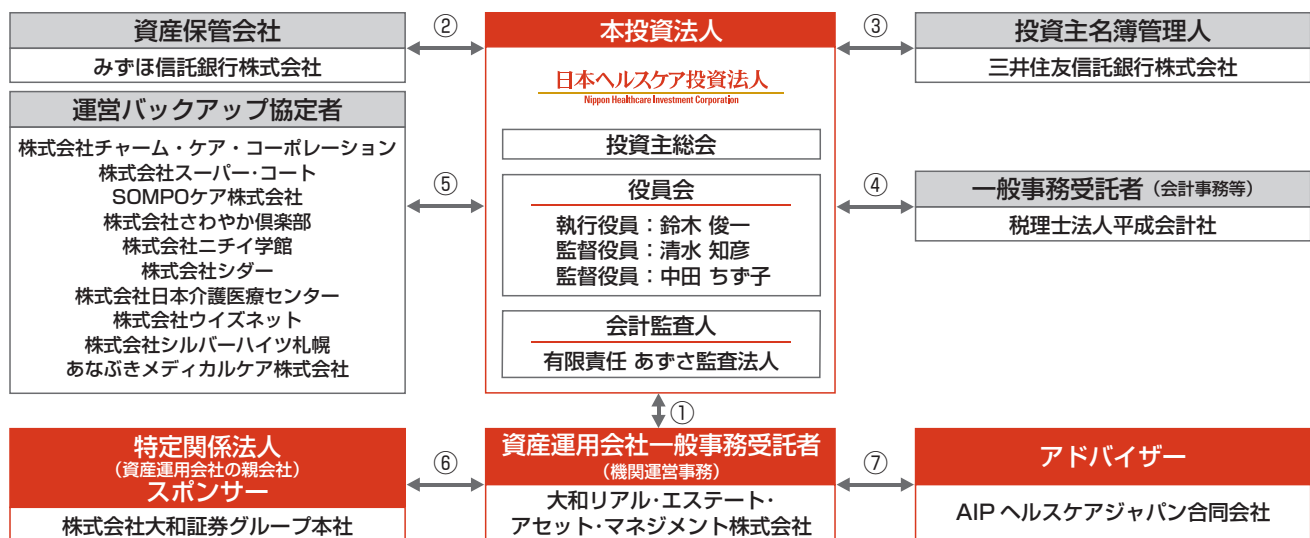 資産保管会社
みずほ信託銀行株式会社
②
本投資法人
日本ヘルスケア投資法人
Nippon Healthcare Investment Corporation
投資主総会
役員会
執行役員：鈴木 俊一
監督役員：清水 知彦
監督役員：中田 ちず子
会計監査人
有限責任 あずさ監査法人
③
投資主名簿管理人
三井住友信託銀行株式会社
運営バックアップ協定者
株式会社チャーム・ケア・コーポレーション
株式会社スーパー・コート
SOMPOケア株式会社
株式会社さわやか倶楽部
株式会社ニチイ学館
株式会社シダー
株式会社日本介護医療センター
株式会社ウイズネット
株式会社シルバーハイツ札幌
あなぶきメディカルケア株式会社
⑤
④
一般事務受託者（会計事務等）
税理士法人平成会計社
①
特定関係法人
（資産運用会社の親会社）
スポンサー
株式会社大和証券グループ本社
⑥
資産運用会社一般事務受託者
（機関運営事務）
大和リアル・エステート・
アセット・マネジメント株式会社
⑦
アドバイザー
AIP ヘルスケアジャパン合同会社